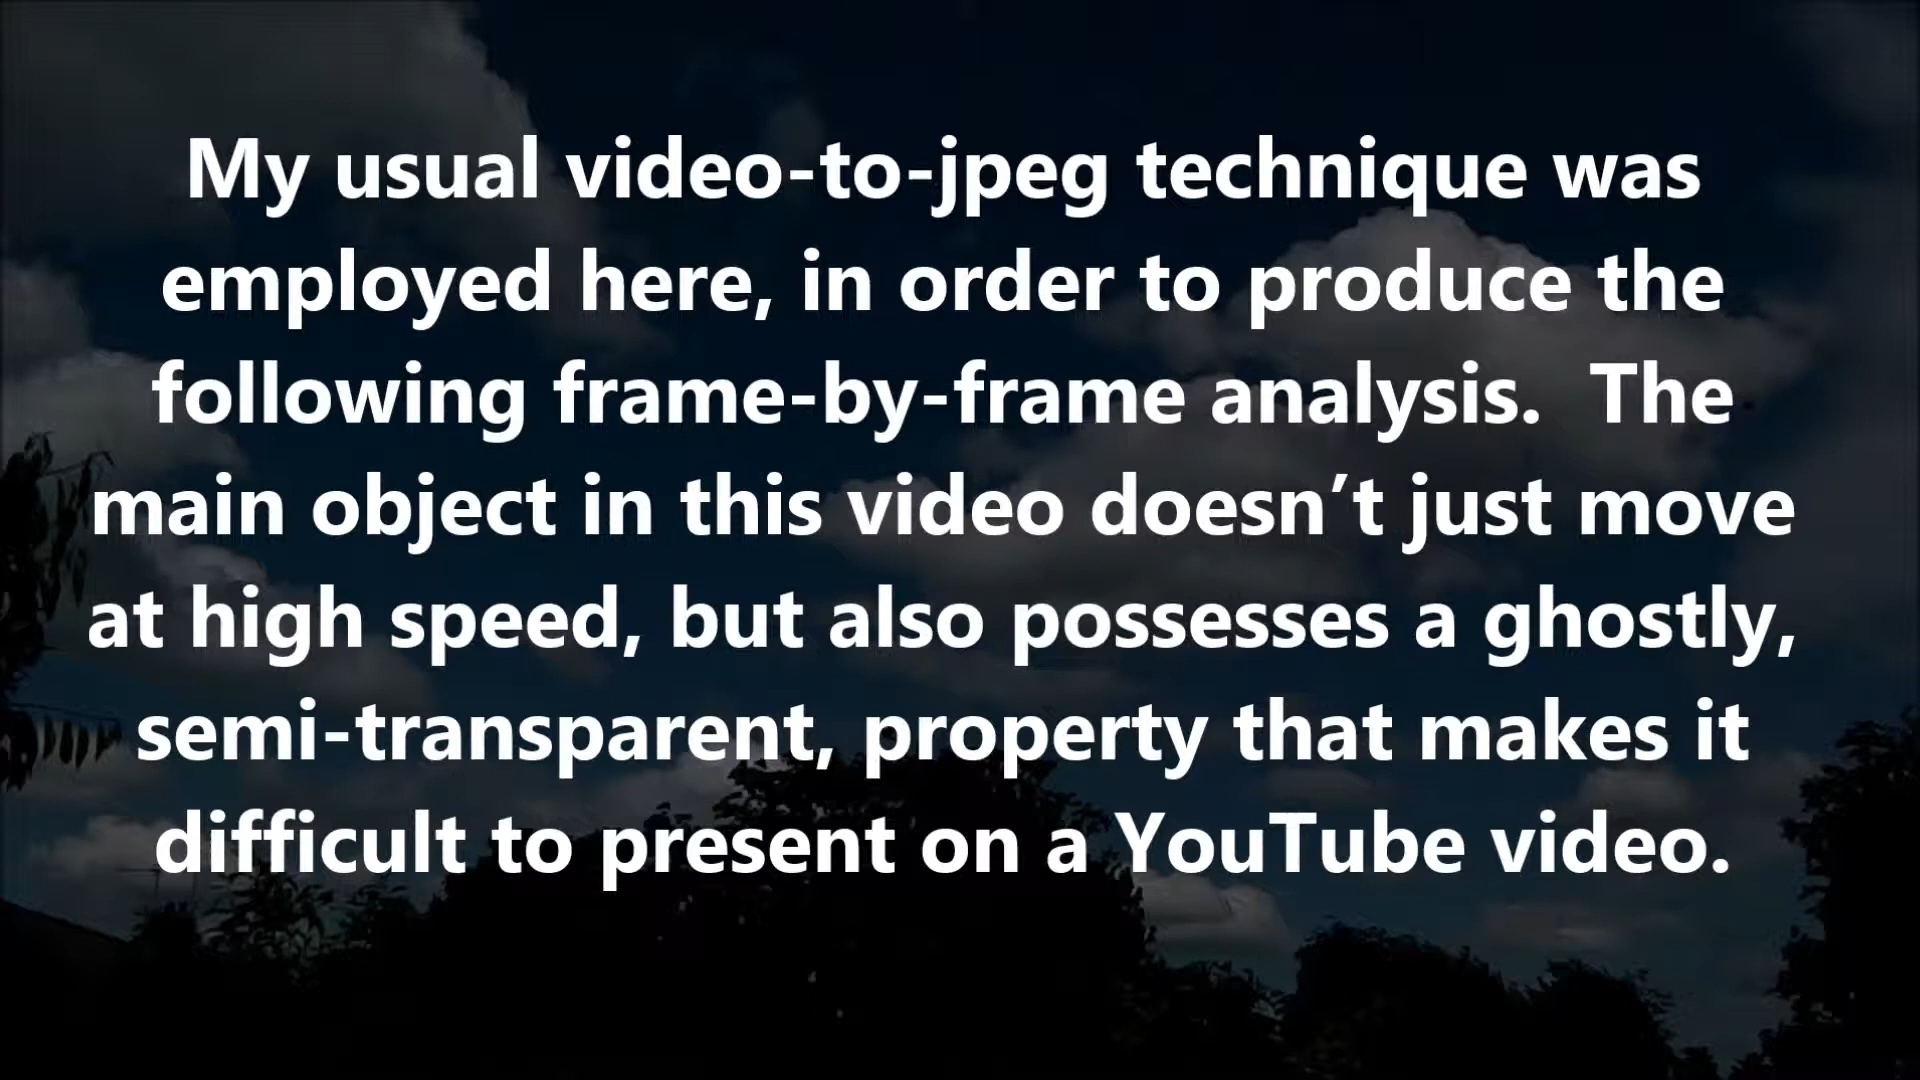 My usual video-to-jpeg technique was
employed here, in order to produce the
following frame-by-frame analysis.  The
main object in this video doesn’t just move
at high speed, but also possesses a ghostly,
semi-transparent, property that makes it
difficult to present on a YouTube video.